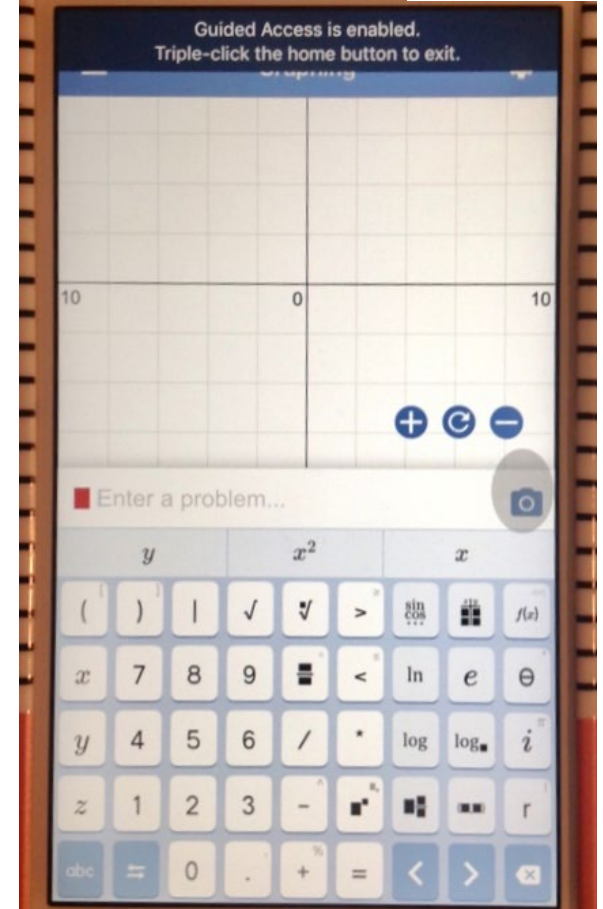 Guided Access is enabled.
Triple-click the home button to exit.
Graphing
10 0 10
Enter a problem...
y x² x
( ) | √ √ > sin cos f(x)
x 7 8 9 < ln e θ
y 4 5 6 / * log log i
z 1 2 3 - r
abc 0 . + % =